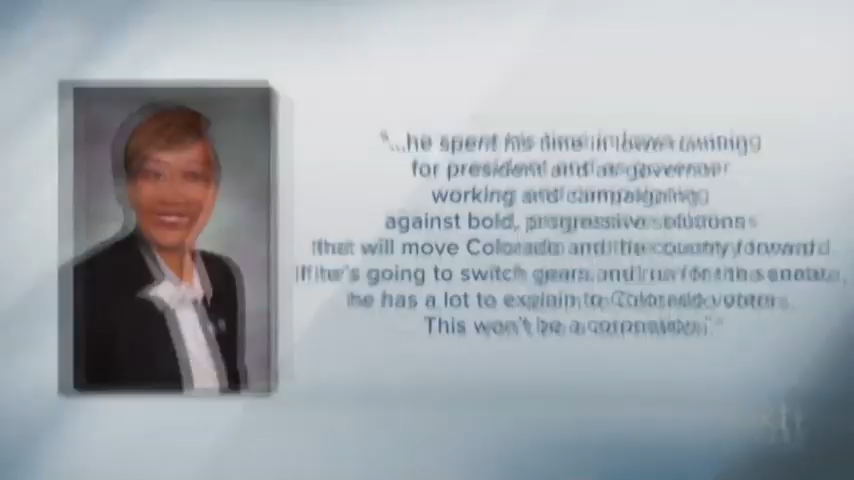 "...he spent his time in Iowa running
for president and as governor
working and campaigning
against bold, progressive solutions
that will move Colorado and the country forward.
If he's going to switch gears and run for the senate,
he has a lot to explain to Colorado voters.
This won't be a coronation."